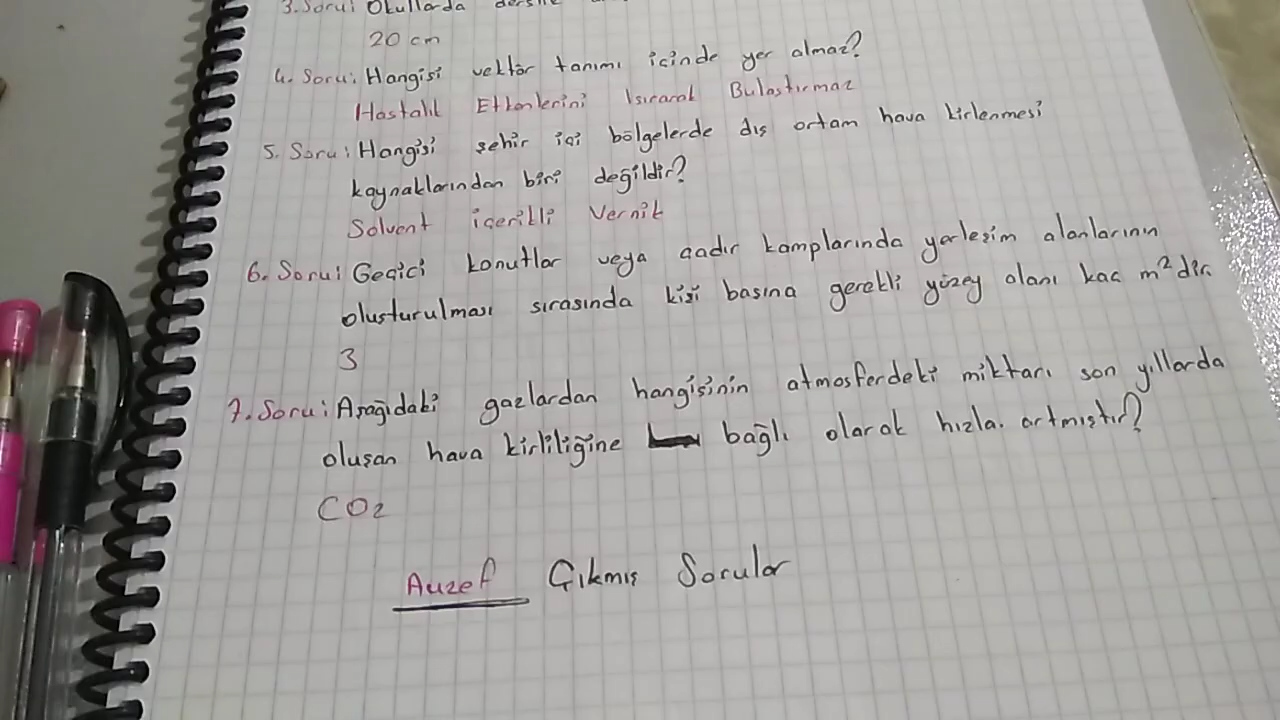 3. Soru: Okullarda
20 cm
4. Soru: Hangisi vektör tanımı içinde yer almaz?
Hastalık Etkenlerini Isırarak Bulaştırmaz
5. Soru: Hangisi şehir içi bölgelerde dış ortam hava kirlenmesi
kaynaklarından biri değildir?
Solvent içerikli Vernik
6. Soru: Geçici konutlar veya çadır kamplarında yerleşim alanlarının
oluşturulması sırasında kişi başına gerekli yüzey alanı kaç m² dir.
3
7. Soru: Aşağıdaki gazlardan hangisinin atmosferdeki miktarı son yıllarda
oluşan hava kirliliğine bağlı olarak hızla artmıştır?
CO2
Auzef Çıkmış Sorular